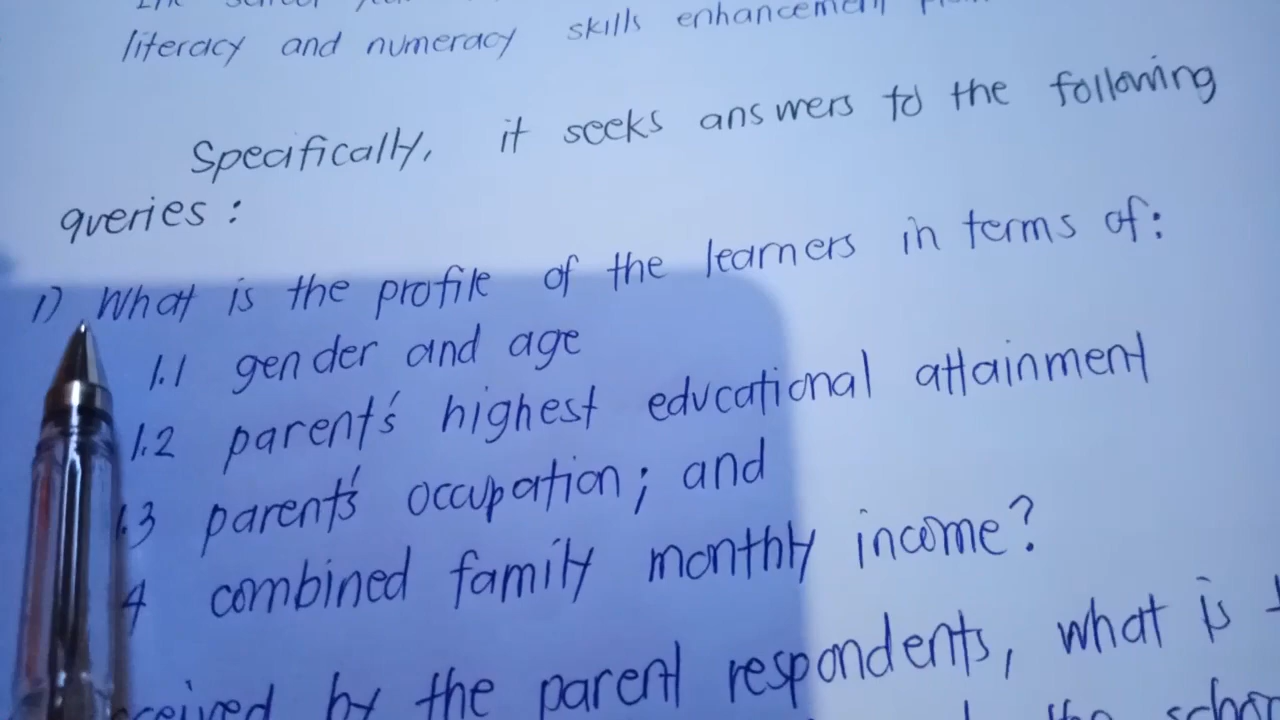 school
literacy and numeracy skills enhancement
Specifically, it seeks answers to the following
queries :
1) What is the profile of the learners in terms of:
1.1 gender and age
1.2 parent's highest educational attainment
1.3 parent's occupation; and
4 combined family monthly income?
by the parent respondents, what is